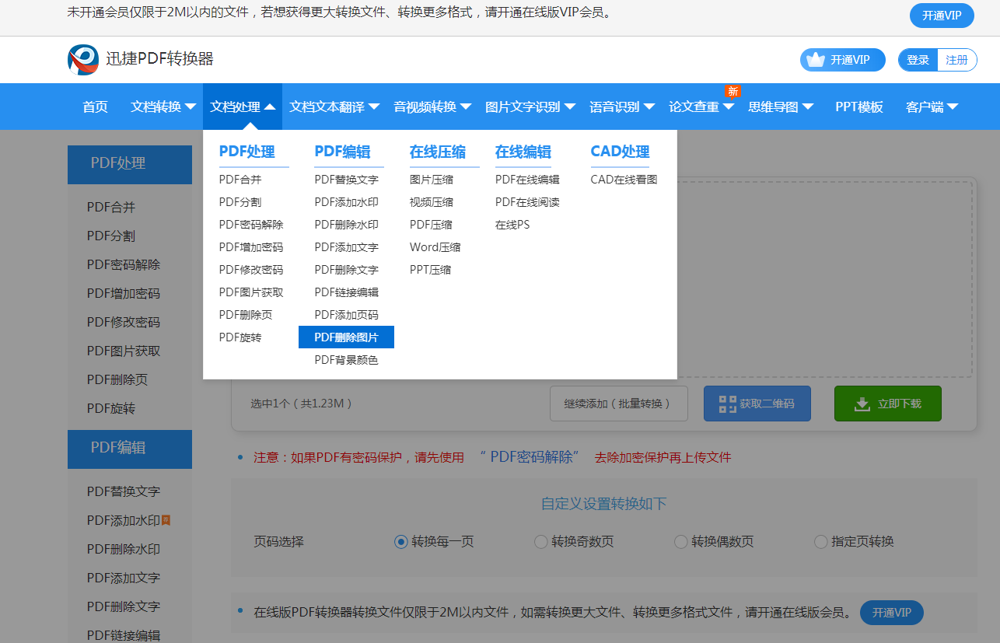 未开通会员仅限于2M以内的文件，若想获得更大转换文件、转换更多格式，请开通在线版VIP会员。
开通VIP
迅捷PDF转换器
开通VIP
登录 注册
首页 文档转换 文档处理 文档文本翻译 音视频转换 图片文字识别 语音识别 论文查重 新 思维导图 PPT模板 客户端
PDF处理
PDF合并
PDF分割
PDF密码解除
PDF增加密码
PDF修改密码
PDF图片获取
PDF删除页
PDF旋转
PDF编辑
PDF替换文字
PDF添加水印
PDF删除水印
PDF添加文字
PDF删除文字
PDF链接编辑
PDF添加页码
PDF删除图片
PDF背景颜色
在线压缩
图片压缩
视频压缩
PDF压缩
Word压缩
PPT压缩
在线编辑
PDF在线编辑
PDF在线阅读
在线PS
CAD处理
CAD在线看图
PDF处理
PDF合并
PDF分割
PDF密码解除
PDF增加密码
PDF修改密码
PDF图片获取
PDF删除页
PDF旋转
PDF编辑
PDF替换文字
PDF添加水印
PDF删除水印
PDF添加文字
PDF删除文字
PDF链接编辑
选中1个（共1.23M）
继续添加（批量转换）
获取二维码
立即下载
注意：如果PDF有密码保护，请先使用 “ PDF密码解除” 去除加密保护再上传文件
自定义设置转换如下
页码选择 转换每一页 转换奇数页 转换偶数页 指定页转换
在线版PDF转换器转换文件仅限于2M以内文件，如需转换更大文件、转换更多格式文件，请开通在线版会员。
开通VIP